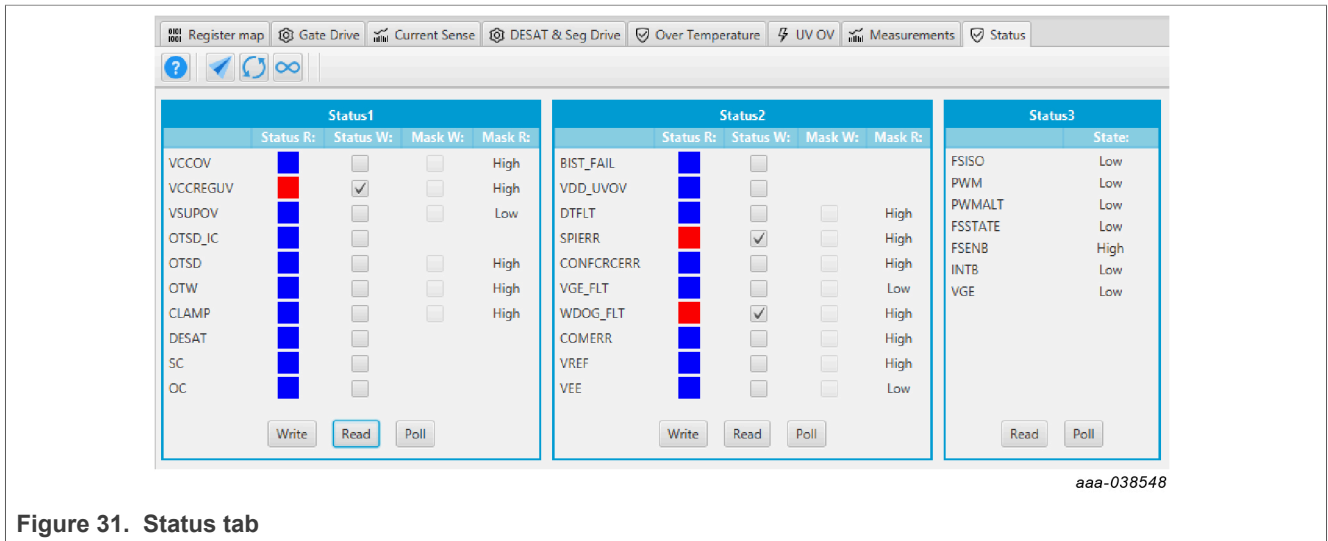 Register map Gate Drive Current Sense DESAT & Seg Drive Over Temperature UV OV Measurements Status
Status1
Status R: Status W: Mask W: Mask R:
VCCOV High
VCCREGUV High
VSUPOV Low
OTSD_IC
OTSD High
OTW High
CLAMP High
DESAT
SC
OC
Write Read Poll
Status2
Status R: Status W: Mask W: Mask R:
BIST_FAIL
VDD_UVOV
DTFLT High
SPIERR High
CONFCRCERR High
VGE_FLT Low
WDOG_FLT High
COMERR High
VREF High
VEE Low
Write Read Poll
Status3
State:
FSISO Low
PWM Low
PWMALT Low
FSSTATE Low
FSENB High
INTB Low
VGE Low
Read Poll
aaa-038548
Figure 31. Status tab